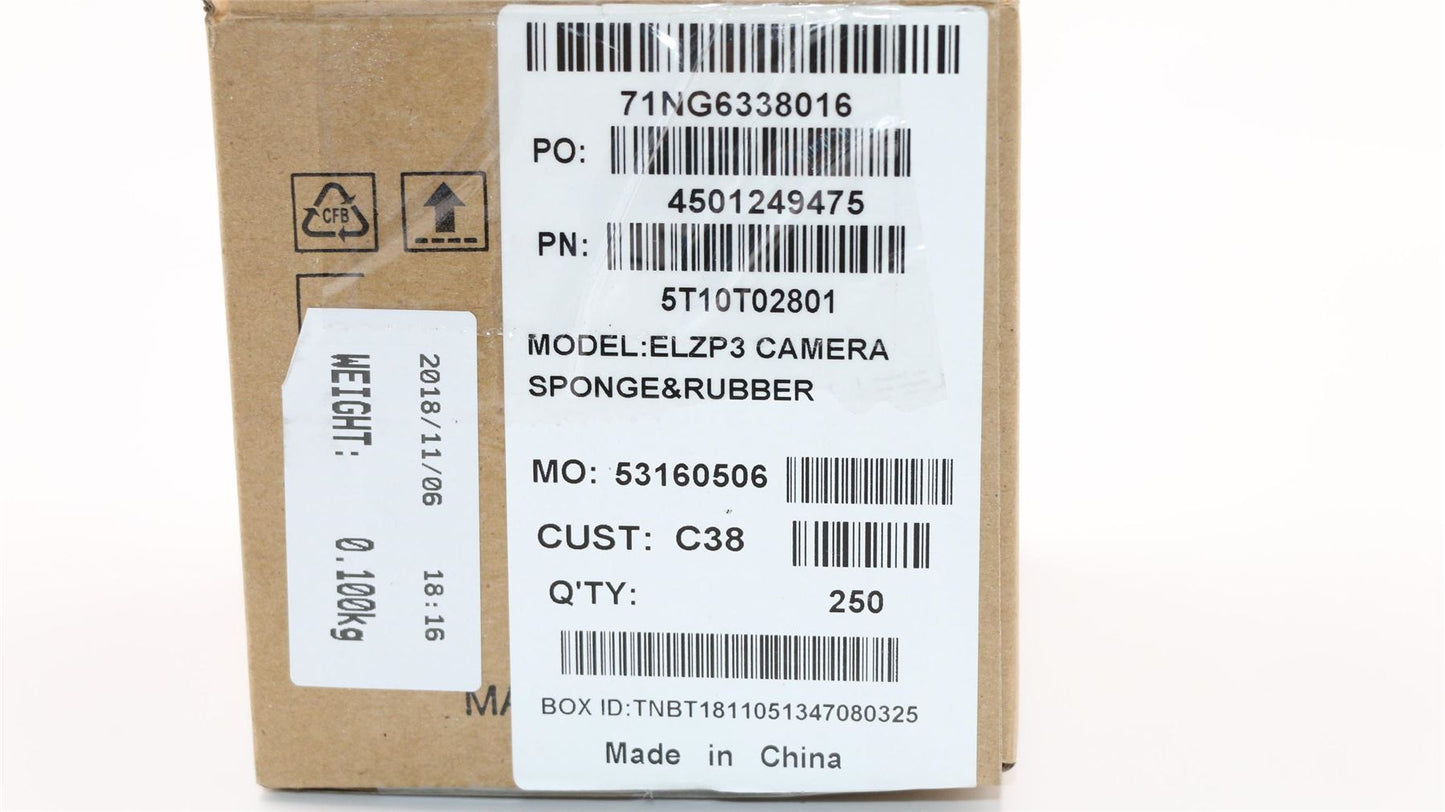 71NG6338016
PO:
4501249475
PN:
5T10T02801
MODEL:ELZP3 CAMERA
SPONGE&RUBBER
MO: 53160506
CUST: C38
Q'TY: 250
BOX ID:TNBT1811051347080325
Made in China
CFB
2018/11/06 18:16
WEIGHT: 0.100kg